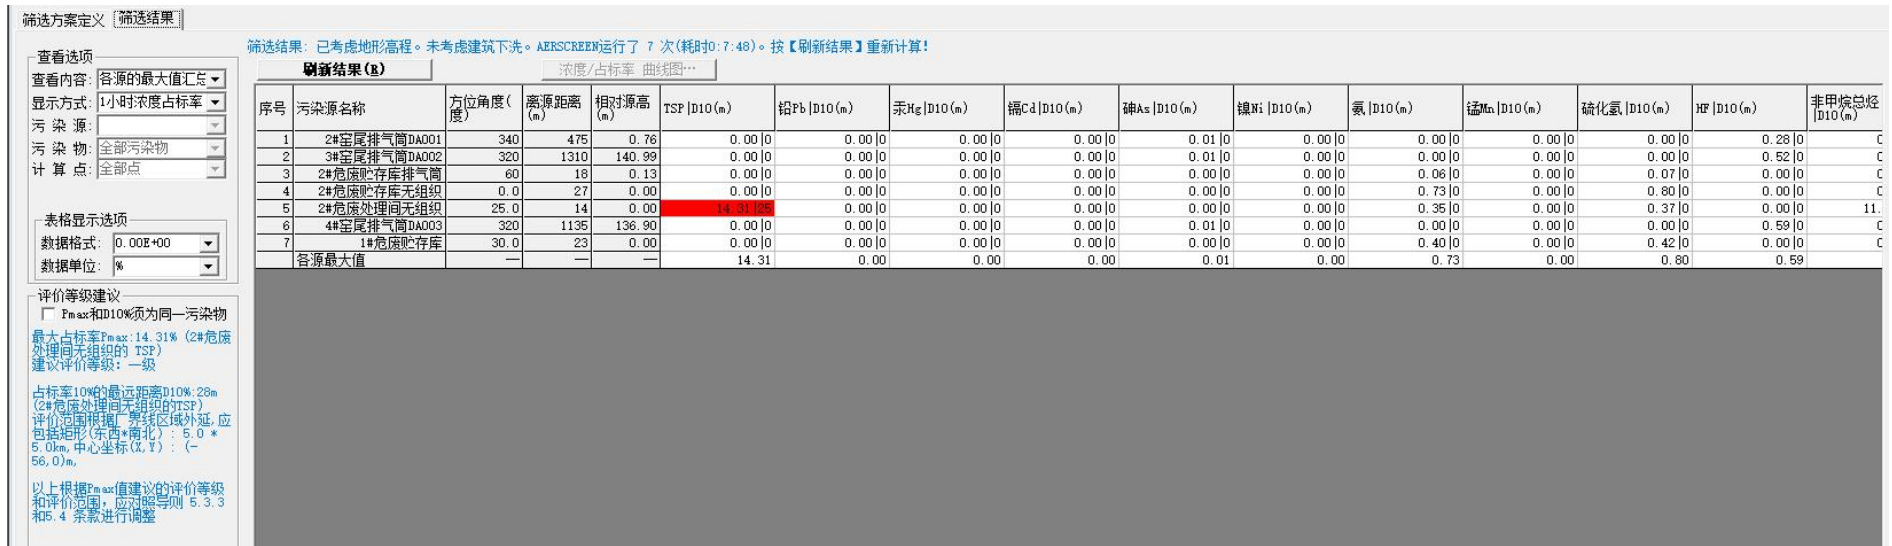 筛选方案定义 筛选结果
筛选结果: 已考虑地形高程。未考虑建筑下洗。AERSCREEN运行了 7 次(耗时0:7:48)。按【刷新结果】重新计算!
刷新结果(R) 浓度/占标率 曲线图…
查看选项
查看内容: 各源的最大值汇总
显示方式: 1小时浓度占标率
污 染 源:
污 染 物: 全部污染物
计 算 点: 全部点
表格显示选项
数据格式: 0.00E+00
数据单位: %
评价等级建议
Pmax和D10%须为同一污染物
最大占标率Pmax:14.31% (2#危废
处理间无组织的 TSP)
建议评价等级: 一级
占标率10%的最远距离D10%:28m
(2#危废处理间无组织的TSP)
评价范围根据厂界线区域外延,应
包括矩形(东西*南北) : 5.0 *
5.0km,中心坐标(X,Y) : (-
56,0)m,
以上根据Pmax值建议的评价等级
和评价范围, 应对照导则 5.3.3
和5.4 条款进行调整
序号 污染源名称 方位角度(度) 离源距离(m) 相对源高(m) TSP|D10(m) 铅Pb|D10(m) 汞Hg|D10(m) 镉Cd|D10(m) 砷As|D10(m) 镍Ni|D10(m) 氨|D10(m) 锰Mn|D10(m) 硫化氢|D10(m) HF|D10(m) 非甲烷总烃|D10(m)
1 2#窑尾排气筒DA001 340 475 0.76 0.00|0 0.00|0 0.00|0 0.00|0 0.01|0 0.00|0 0.00|0 0.00|0 0.00|0 0.28|0
2 3#窑尾排气筒DA002 320 1310 140.99 0.00|0 0.00|0 0.00|0 0.00|0 0.01|0 0.00|0 0.00|0 0.00|0 0.00|0 0.52|0
3 2#危废贮存库排气筒 60 18 0.13 0.00|0 0.00|0 0.00|0 0.00|0 0.00|0 0.00|0 0.06|0 0.00|0 0.07|0 0.00|0
4 2#危废贮存库无组织 0.0 27 0.00 0.00|0 0.00|0 0.00|0 0.00|0 0.00|0 0.00|0 0.73|0 0.00|0 0.80|0 0.00|0
5 2#危废处理间无组织 25.0 14 0.00 14.31|25 0.00|0 0.00|0 0.00|0 0.00|0 0.00|0 0.35|0 0.00|0 0.37|0 0.00|0 11.
6 4#窑尾排气筒DA003 320 1135 136.90 0.00|0 0.00|0 0.00|0 0.00|0 0.01|0 0.00|0 0.00|0 0.00|0 0.00|0 0.59|0
7 1#危废贮存库 30.0 23 0.00 0.00|0 0.00|0 0.00|0 0.00|0 0.00|0 0.00|0 0.40|0 0.00|0 0.42|0 0.00|0
各源最大值 — — — 14.31 0.00 0.00 0.00 0.01 0.00 0.73 0.00 0.80 0.59